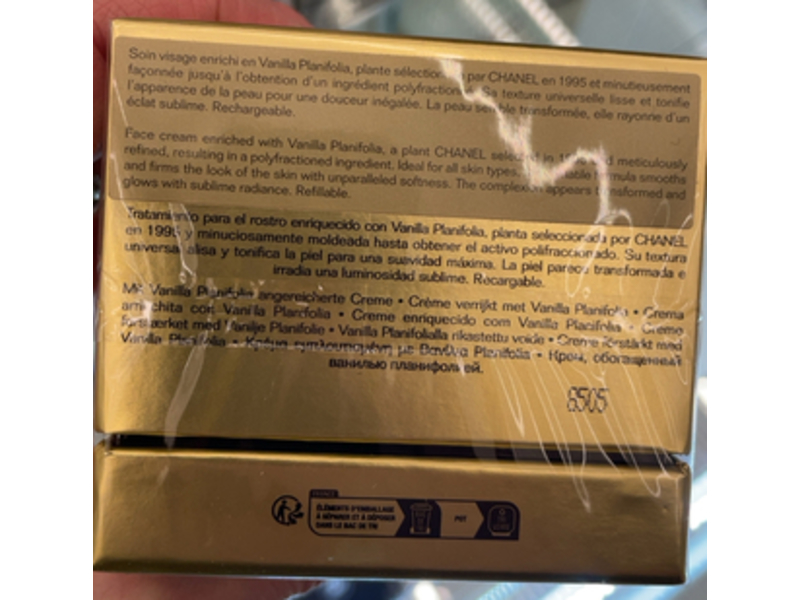 Soin visage enrichi en Vanilla Planifolia, plante sélectionnée par CHANEL en 1995 et minutieusement
façonnée jusqu'à l'obtention d'un ingrédient polyfractionné. Sa texture universelle lisse et tonifie
l'apparence de la peau pour une douceur inégalée. La peau semble transformée, elle rayonne d'un
éclat sublime. Rechargeable.
Face cream enriched with Vanilla Planifolia, a plant CHANEL selected in and meticulously
refined, resulting in a polyfractioned ingredient. Ideal for all skin types, formula smooths
and firms the look of the skin with unparalleled softness. The complexion appears transformed and
glows with sublime radiance. Refillable.
Tratamiento para el rostro enriquecido con Vanilla Planifolia, planta seleccionada por CHANEL
en 1995 y minuciosamente moldeada hasta obtener el activo polifraccionado. Su textura
universal alisa y tonifica la piel para una suavidad máxima. La piel parece transformada e
irradia una luminosidad sublime. Recargable.
Mit Vanilla Planifolia angereicherte Creme • Crème verrijkt met Vanilla Planifolia • Crema
arricchita con Vanilla Planifolia • Creme enriquecido com Vanilla Planifolia • Creme
forstærket med Vanilje Planifolie • Vanilla Planifolialla rikastettu voide • Creme förstärkt med
Vanilla Planifolia • Κρέμα εμπλουτισμένη με Βανίλια Planifolia • Крем, обогащенный
ванилью планифолией.
6505
FRANCE
ÉLÉMENTS D'EMBALLAGE
À SÉPARER ET À DÉPOSER
DANS LE BAC DE TRI
POT